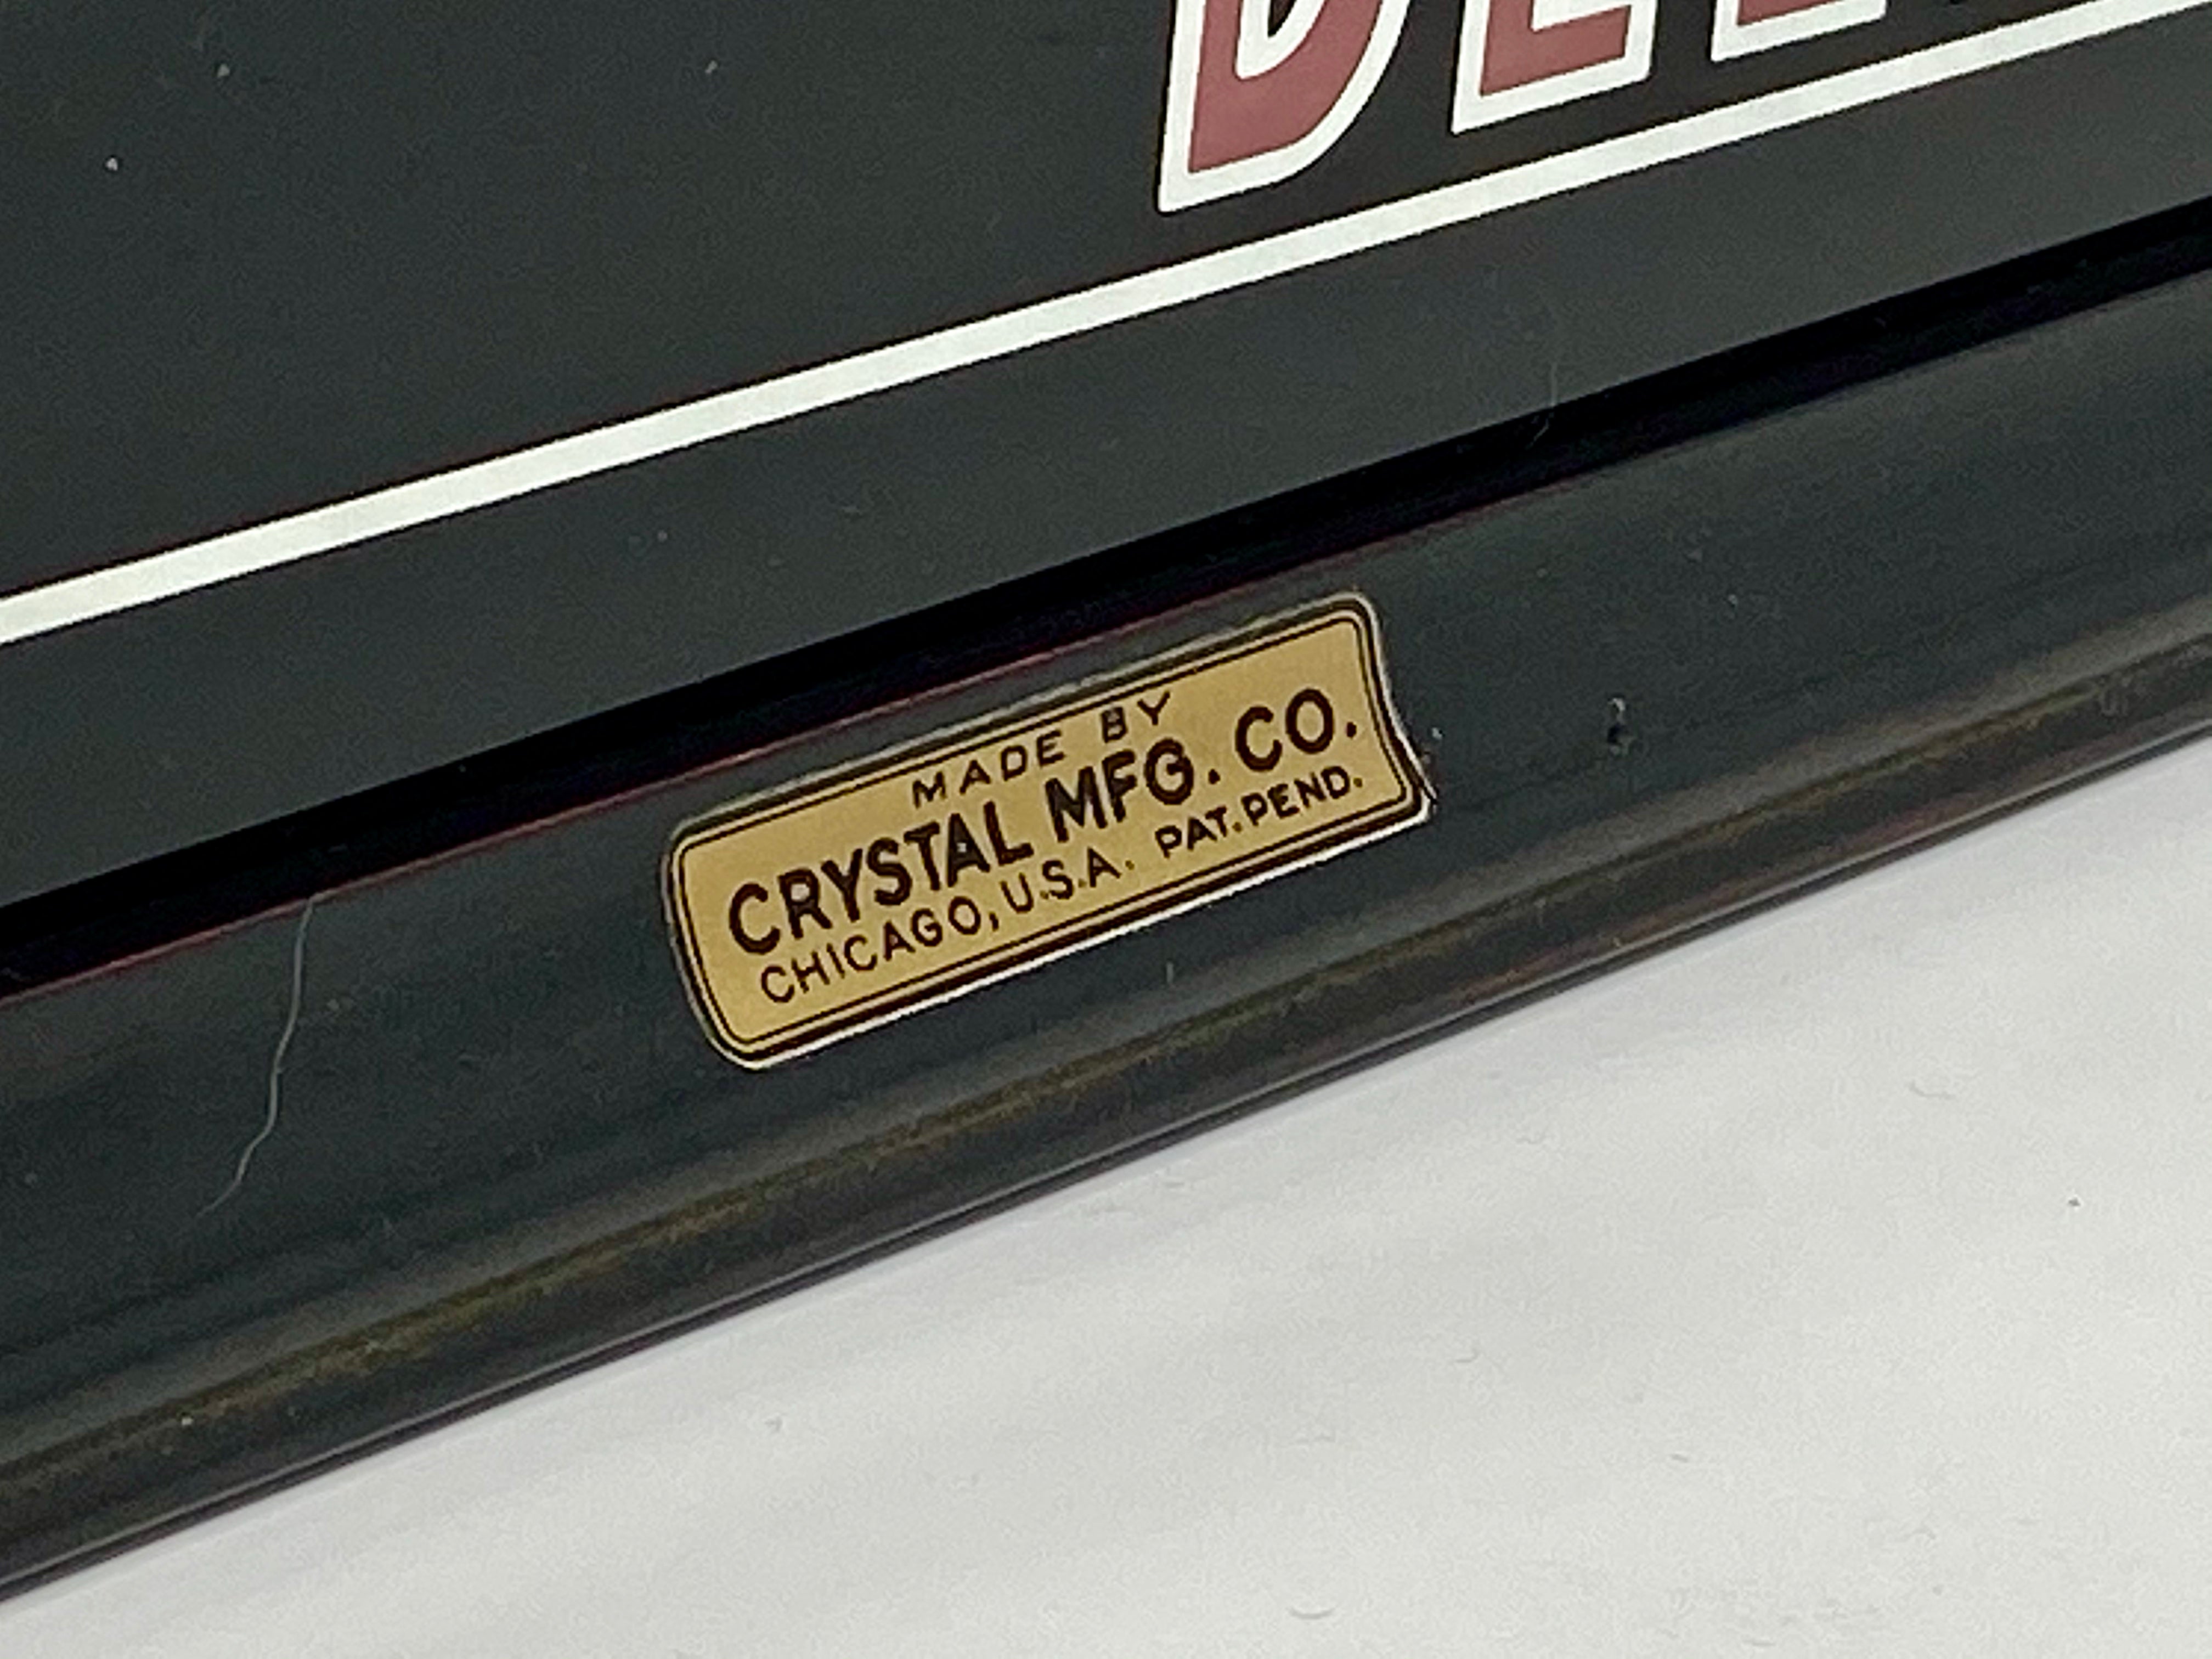 MADE BY
CRYSTAL MFG. CO.
CHICAGO, U.S.A. PAT. PEND.